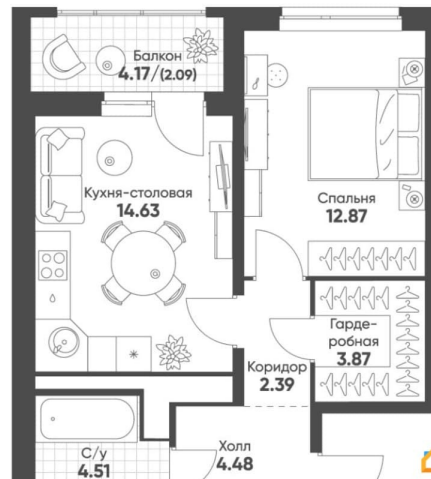 Балкон
4.17/(2.09)
Кухня-столовая
14.63
Спальня
12.87
Гарде-
робная
3.87
Коридор
2.39
Холл
4.48
С/у
4.51